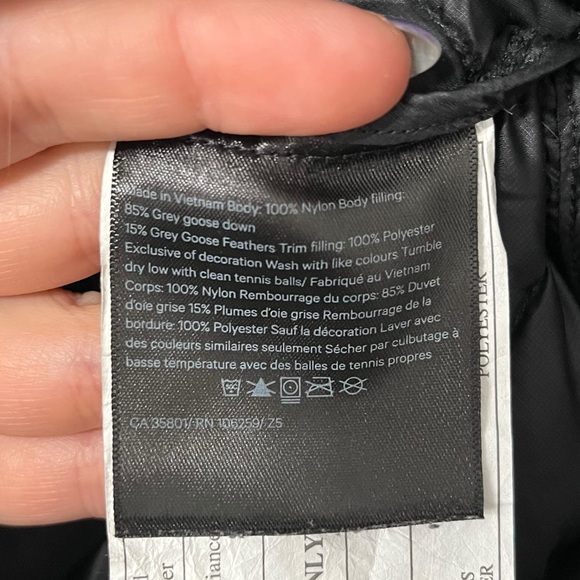 Made in Vietnam Body: 100% Nylon Body filling:
85% Grey goose down
15% Grey Goose Feathers Trim filling: 100% Polyester
Exclusive of decoration Wash with like colours Tumble
dry low with clean tennis balls/ Fabriqué au Vietnam
Corps: 100% Nylon Rembourrage du corps: 85% Duvet
d'oie grise 15% Plumes d'oie grise Rembourrage de la
bordure: 100% Polyester Sauf la décoration Laver avec
des couleurs similaires seulement Sécher par culbutage à
basse température avec des balles de tennis propres
CA 35801/ RN 106259/ Z5
POLYESTER